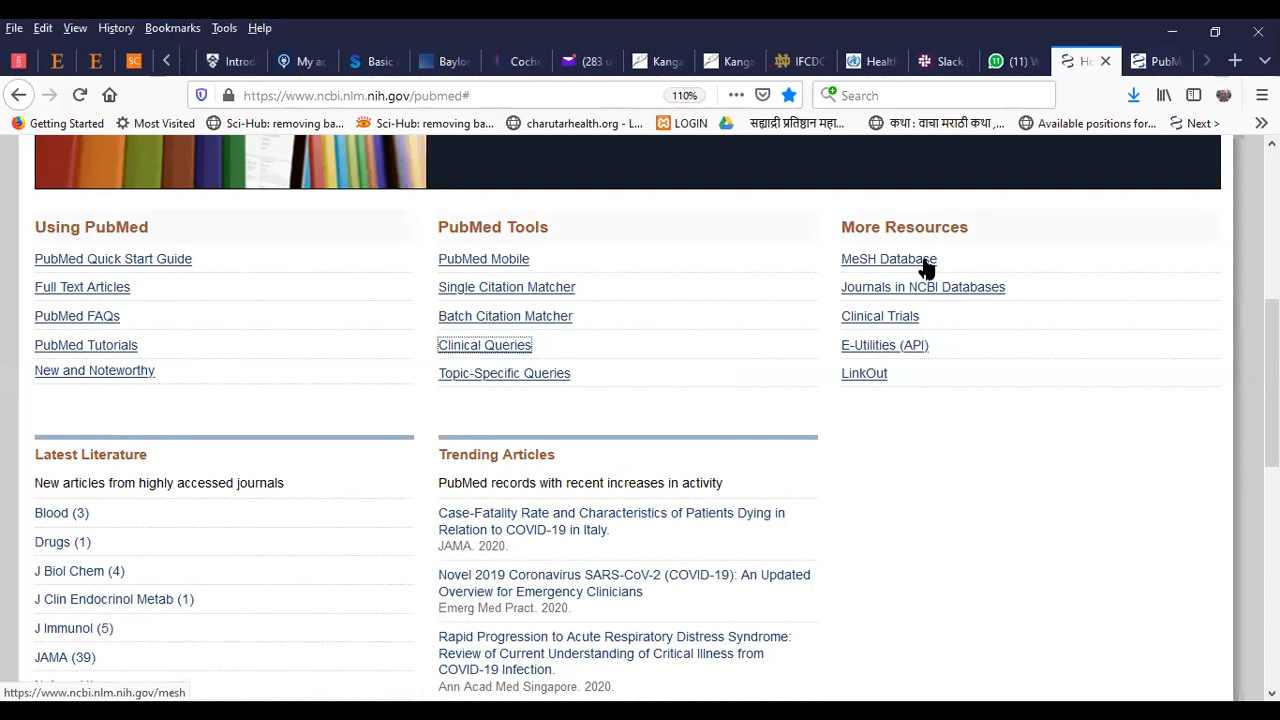 File Edit View History Bookmarks Tools Help
Introd
My ac
Basic
Baylor
Coch
(283 u
Kanga
Kanga
IFCDC
Health
Slack
(11) W
Ho
PubM
https://www.ncbi.nlm.nih.gov/pubmed#
110%
Search
Getting Started
Most Visited
Sci-Hub: removing ba...
Sci-Hub: removing ba...
charutarhealth.org - L...
LOGIN
सह्याद्री प्रतिष्ठान महा...
कथा : वाचा मराठी कथा,...
Available positions for...
Next >
Using PubMed
PubMed Quick Start Guide
Full Text Articles
PubMed FAQs
PubMed Tutorials
New and Noteworthy
PubMed Tools
PubMed Mobile
Single Citation Matcher
Batch Citation Matcher
Clinical Queries
Topic-Specific Queries
More Resources
MeSH Database
Journals in NCBI Databases
Clinical Trials
E-Utilities (API)
LinkOut
Latest Literature
New articles from highly accessed journals
Blood (3)
Drugs (1)
J Biol Chem (4)
J Clin Endocrinol Metab (1)
J Immunol (5)
JAMA (39)
Trending Articles
PubMed records with recent increases in activity
Case-Fatality Rate and Characteristics of Patients Dying in
Relation to COVID-19 in Italy.
JAMA. 2020.
Novel 2019 Coronavirus SARS-CoV-2 (COVID-19): An Updated
Overview for Emergency Clinicians
Emerg Med Pract. 2020.
Rapid Progression to Acute Respiratory Distress Syndrome:
Review of Current Understanding of Critical Illness from
COVID-19 Infection.
Ann Acad Med Singapore. 2020.
https://www.ncbi.nlm.nih.gov/mesh